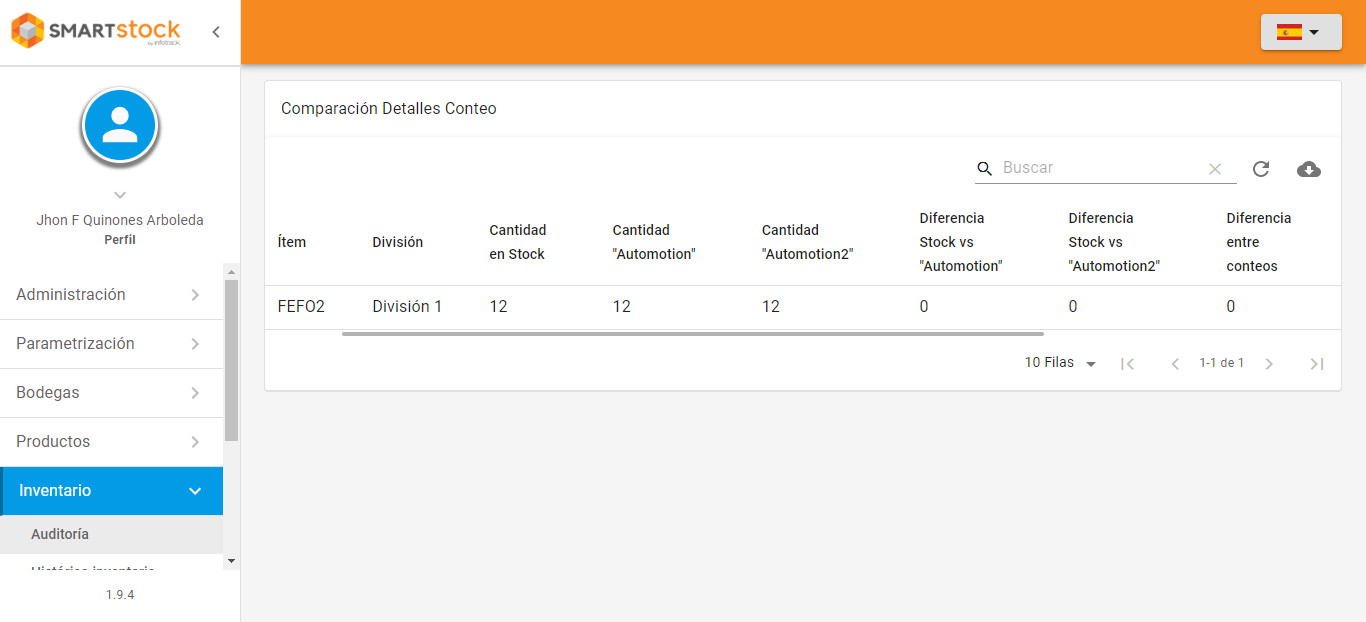 SMARTstock
by infotrack.
Jhon F Quinones Arboleda
Perfil
Administración
Parametrización
Bodegas
Productos
Inventario
Auditoría
Histórico inventario
1.9.4
Comparación Detalles Conteo
Buscar
Ítem
División
Cantidad
en Stock
Cantidad
"Automotion"
Cantidad
"Automotion2"
Diferencia
Stock vs
"Automotion"
Diferencia
Stock vs
"Automotion2"
Diferencia
entre
conteos
FEFO2 División 1 12 12 12 0 0 0
10 Filas 1-1 de 1